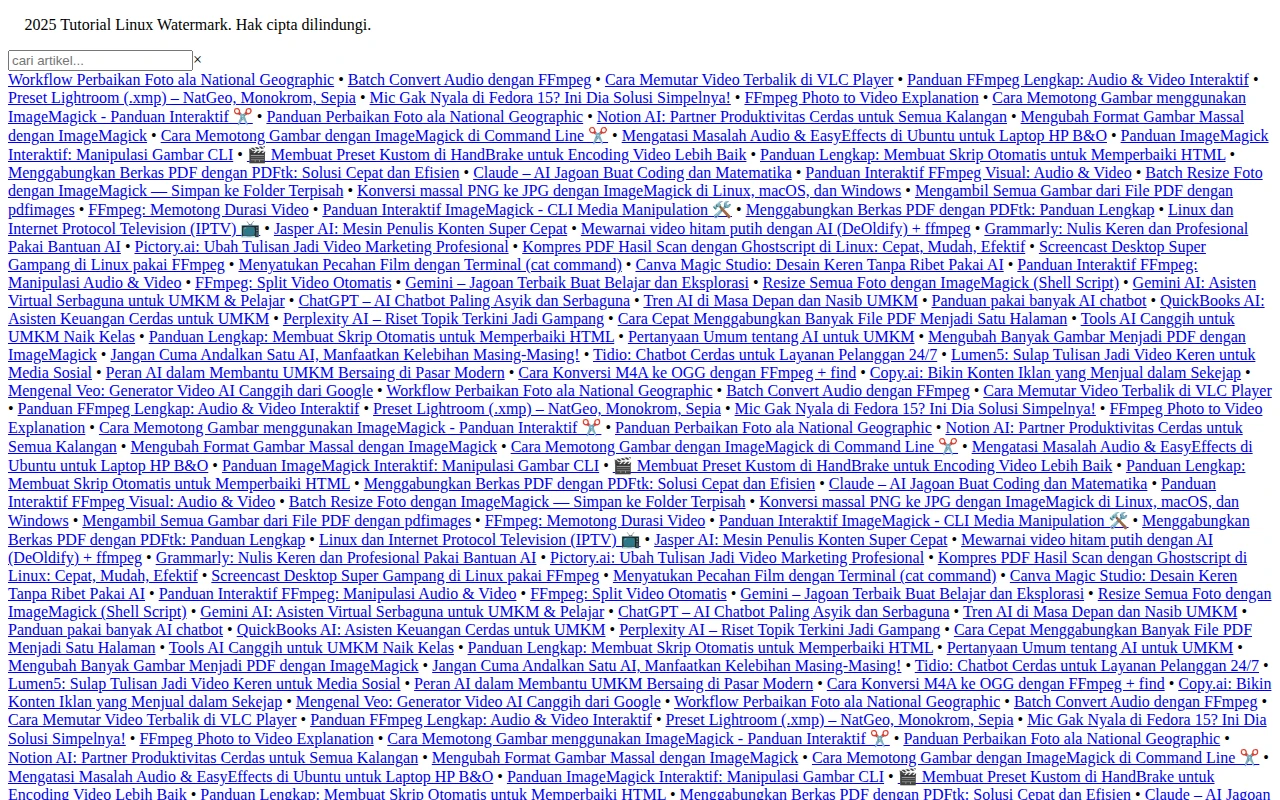 2025 Tutorial Linux Watermark. Hak cipta dilindungi.
cari artikel... ×
Workflow Perbaikan Foto ala National Geographic • Batch Convert Audio dengan FFmpeg • Cara Memutar Video Terbalik di VLC Player • Panduan FFmpeg Lengkap: Audio & Video Interaktif •
Preset Lightroom (.xmp) – NatGeo, Monokrom, Sepia • Mic Gak Nyala di Fedora 15? Ini Dia Solusi Simpelnya! • FFmpeg Photo to Video Explanation • Cara Memotong Gambar menggunakan
ImageMagick - Panduan Interaktif ✂️ • Panduan Perbaikan Foto ala National Geographic • Notion AI: Partner Produktivitas Cerdas untuk Semua Kalangan • Mengubah Format Gambar Massal
dengan ImageMagick • Cara Memotong Gambar dengan ImageMagick di Command Line ✂️ • Mengatasi Masalah Audio & EasyEffects di Ubuntu untuk Laptop HP B&O • Panduan ImageMagick
Interaktif: Manipulasi Gambar CLI • 🎬 Membuat Preset Kustom di HandBrake untuk Encoding Video Lebih Baik • Panduan Lengkap: Membuat Skrip Otomatis untuk Memperbaiki HTML •
Menggabungkan Berkas PDF dengan PDFtk: Solusi Cepat dan Efisien • Claude – AI Jagoan Buat Coding dan Matematika • Panduan Interaktif FFmpeg Visual: Audio & Video • Batch Resize Foto
dengan ImageMagick — Simpan ke Folder Terpisah • Konversi massal PNG ke JPG dengan ImageMagick di Linux, macOS, dan Windows • Mengambil Semua Gambar dari File PDF dengan
pdfimages • FFmpeg: Memotong Durasi Video • Panduan Interaktif ImageMagick - CLI Media Manipulation 🛠️ • Menggabungkan Berkas PDF dengan PDFtk: Panduan Lengkap • Linux dan
Internet Protocol Television (IPTV) 📺 • Jasper AI: Mesin Penulis Konten Super Cepat • Mewarnai video hitam putih dengan AI (DeOldify) + ffmpeg • Grammarly: Nulis Keren dan Profesional
Pakai Bantuan AI • Pictory.ai: Ubah Tulisan Jadi Video Marketing Profesional • Kompres PDF Hasil Scan dengan Ghostscript di Linux: Cepat, Mudah, Efektif • Screencast Desktop Super
Gampang di Linux pakai FFmpeg • Menyatukan Pecahan Film dengan Terminal (cat command) • Canva Magic Studio: Desain Keren Tanpa Ribet Pakai AI • Panduan Interaktif FFmpeg:
Manipulasi Audio & Video • FFmpeg: Split Video Otomatis • Gemini – Jagoan Terbaik Buat Belajar dan Eksplorasi • Resize Semua Foto dengan ImageMagick (Shell Script) • Gemini AI: Asisten
Virtual Serbaguna untuk UMKM & Pelajar • ChatGPT – AI Chatbot Paling Asyik dan Serbaguna • Tren AI di Masa Depan dan Nasib UMKM • Panduan pakai banyak AI chatbot • QuickBooks AI:
Asisten Keuangan Cerdas untuk UMKM • Perplexity AI – Riset Topik Terkini Jadi Gampang • Cara Cepat Menggabungkan Banyak File PDF Menjadi Satu Halaman • Tools AI Canggih untuk
UMKM Naik Kelas • Panduan Lengkap: Membuat Skrip Otomatis untuk Memperbaiki HTML • Pertanyaan Umum tentang AI untuk UMKM • Mengubah Banyak Gambar Menjadi PDF dengan
ImageMagick • Jangan Cuma Andalkan Satu AI, Manfaatkan Kelebihan Masing-Masing! • Tidio: Chatbot Cerdas untuk Layanan Pelanggan 24/7 • Lumen5: Sulap Tulisan Jadi Video Keren untuk
Media Sosial • Peran AI dalam Membantu UMKM Bersaing di Pasar Modern • Cara Konversi M4A ke OGG dengan FFmpeg + find • Copy.ai: Bikin Konten Iklan yang Menjual dalam Sekejap •
Mengenal Veo: Generator Video AI Canggih dari Google • Workflow Perbaikan Foto ala National Geographic • Batch Convert Audio dengan FFmpeg • Cara Memutar Video Terbalik di VLC Player
• Panduan FFmpeg Lengkap: Audio & Video Interaktif • Preset Lightroom (.xmp) – NatGeo, Monokrom, Sepia • Mic Gak Nyala di Fedora 15? Ini Dia Solusi Simpelnya! • FFmpeg Photo to Video
Explanation • Cara Memotong Gambar menggunakan ImageMagick - Panduan Interaktif ✂️ • Panduan Perbaikan Foto ala National Geographic • Notion AI: Partner Produktivitas Cerdas untuk
Semua Kalangan • Mengubah Format Gambar Massal dengan ImageMagick • Cara Memotong Gambar dengan ImageMagick di Command Line ✂️ • Mengatasi Masalah Audio & EasyEffects di
Ubuntu untuk Laptop HP B&O • Panduan ImageMagick Interaktif: Manipulasi Gambar CLI • 🎬 Membuat Preset Kustom di HandBrake untuk Encoding Video Lebih Baik • Panduan Lengkap:
Membuat Skrip Otomatis untuk Memperbaiki HTML • Menggabungkan Berkas PDF dengan PDFtk: Solusi Cepat dan Efisien • Claude – AI Jagoan Buat Coding dan Matematika • Panduan
Interaktif FFmpeg Visual: Audio & Video • Batch Resize Foto dengan ImageMagick — Simpan ke Folder Terpisah • Konversi massal PNG ke JPG dengan ImageMagick di Linux, macOS, dan
Windows • Mengambil Semua Gambar dari File PDF dengan pdfimages • FFmpeg: Memotong Durasi Video • Panduan Interaktif ImageMagick - CLI Media Manipulation 🛠️ • Menggabungkan
Berkas PDF dengan PDFtk: Panduan Lengkap • Linux dan Internet Protocol Television (IPTV) 📺 • Jasper AI: Mesin Penulis Konten Super Cepat • Mewarnai video hitam putih dengan AI
(DeOldify) + ffmpeg • Grammarly: Nulis Keren dan Profesional Pakai Bantuan AI • Pictory.ai: Ubah Tulisan Jadi Video Marketing Profesional • Kompres PDF Hasil Scan dengan Ghostscript di
Linux: Cepat, Mudah, Efektif • Screencast Desktop Super Gampang di Linux pakai FFmpeg • Menyatukan Pecahan Film dengan Terminal (cat command) • Canva Magic Studio: Desain Keren
Tanpa Ribet Pakai AI • Panduan Interaktif FFmpeg: Manipulasi Audio & Video • FFmpeg: Split Video Otomatis • Gemini – Jagoan Terbaik Buat Belajar dan Eksplorasi • Resize Semua Foto dengan
ImageMagick (Shell Script) • Gemini AI: Asisten Virtual Serbaguna untuk UMKM & Pelajar • ChatGPT – AI Chatbot Paling Asyik dan Serbaguna • Tren AI di Masa Depan dan Nasib UMKM •
Panduan pakai banyak AI chatbot • QuickBooks AI: Asisten Keuangan Cerdas untuk UMKM • Perplexity AI – Riset Topik Terkini Jadi Gampang • Cara Cepat Menggabungkan Banyak File PDF
Menjadi Satu Halaman • Tools AI Canggih untuk UMKM Naik Kelas • Panduan Lengkap: Membuat Skrip Otomatis untuk Memperbaiki HTML • Pertanyaan Umum tentang AI untuk UMKM •
Mengubah Banyak Gambar Menjadi PDF dengan ImageMagick • Jangan Cuma Andalkan Satu AI, Manfaatkan Kelebihan Masing-Masing! • Tidio: Chatbot Cerdas untuk Layanan Pelanggan 24/7 •
Lumen5: Sulap Tulisan Jadi Video Keren untuk Media Sosial • Peran AI dalam Membantu UMKM Bersaing di Pasar Modern • Cara Konversi M4A ke OGG dengan FFmpeg + find • Copy.ai: Bikin
Konten Iklan yang Menjual dalam Sekejap • Mengenal Veo: Generator Video AI Canggih dari Google • Workflow Perbaikan Foto ala National Geographic • Batch Convert Audio dengan FFmpeg •
Cara Memutar Video Terbalik di VLC Player • Panduan FFmpeg Lengkap: Audio & Video Interaktif • Preset Lightroom (.xmp) – NatGeo, Monokrom, Sepia • Mic Gak Nyala di Fedora 15? Ini Dia
Solusi Simpelnya! • FFmpeg Photo to Video Explanation • Cara Memotong Gambar menggunakan ImageMagick - Panduan Interaktif ✂️ • Panduan Perbaikan Foto ala National Geographic •
Notion AI: Partner Produktivitas Cerdas untuk Semua Kalangan • Mengubah Format Gambar Massal dengan ImageMagick • Cara Memotong Gambar dengan ImageMagick di Command Line ✂️ •
Mengatasi Masalah Audio & EasyEffects di Ubuntu untuk Laptop HP B&O • Panduan ImageMagick Interaktif: Manipulasi Gambar CLI • 🎬 Membuat Preset Kustom di HandBrake untuk
Encoding Video Lebih Baik • Panduan Lengkap: Membuat Skrip Otomatis untuk Memperbaiki HTML • Menggabungkan Berkas PDF dengan PDFtk: Solusi Cepat dan Efisien • Claude – AI Jagoan